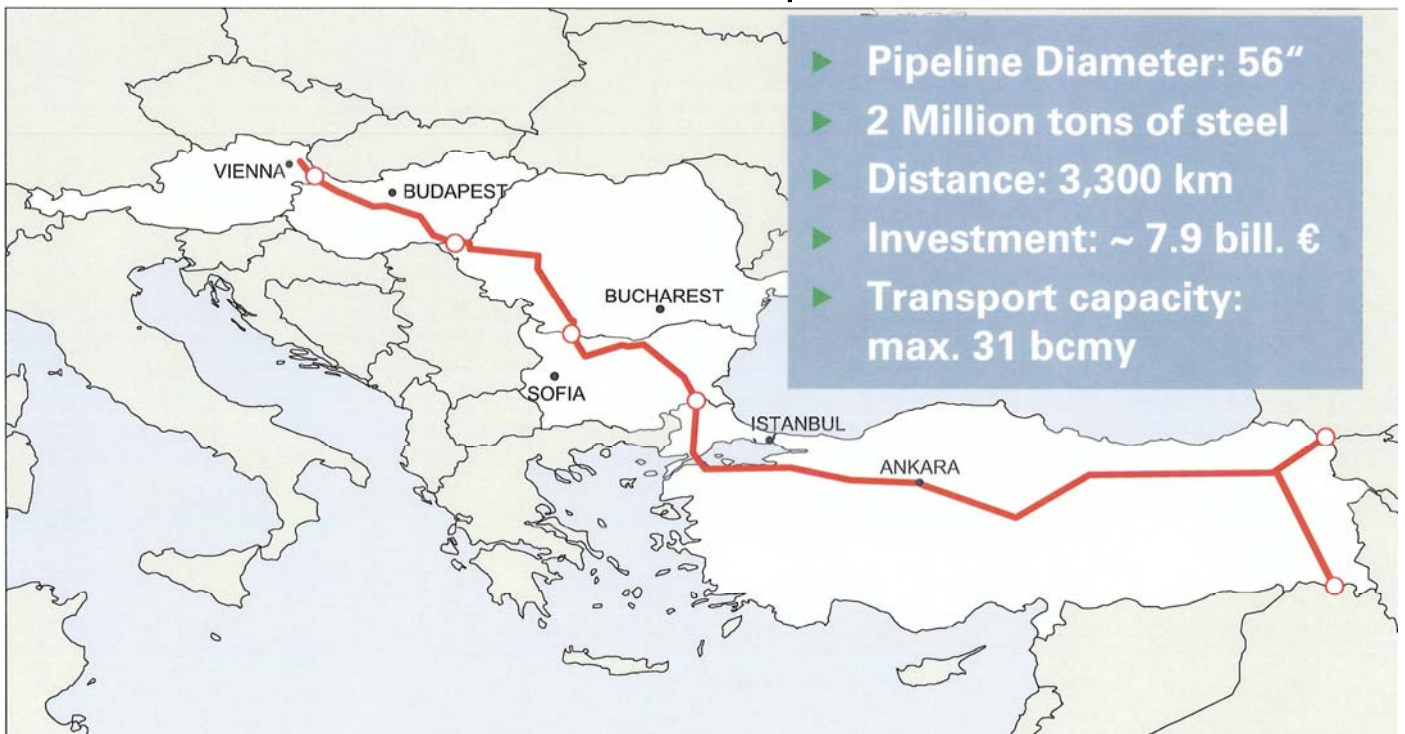 ▶ Pipeline Diameter: 56“
▶ 2 Million tons of steel
▶ Distance: 3,300 km
▶ Investment: ~ 7.9 bill. €
▶ Transport capacity:
max. 31 bcmy
VIENNA
BUDAPEST
BUCHAREST
SOFIA
ISTANBUL
ANKARA